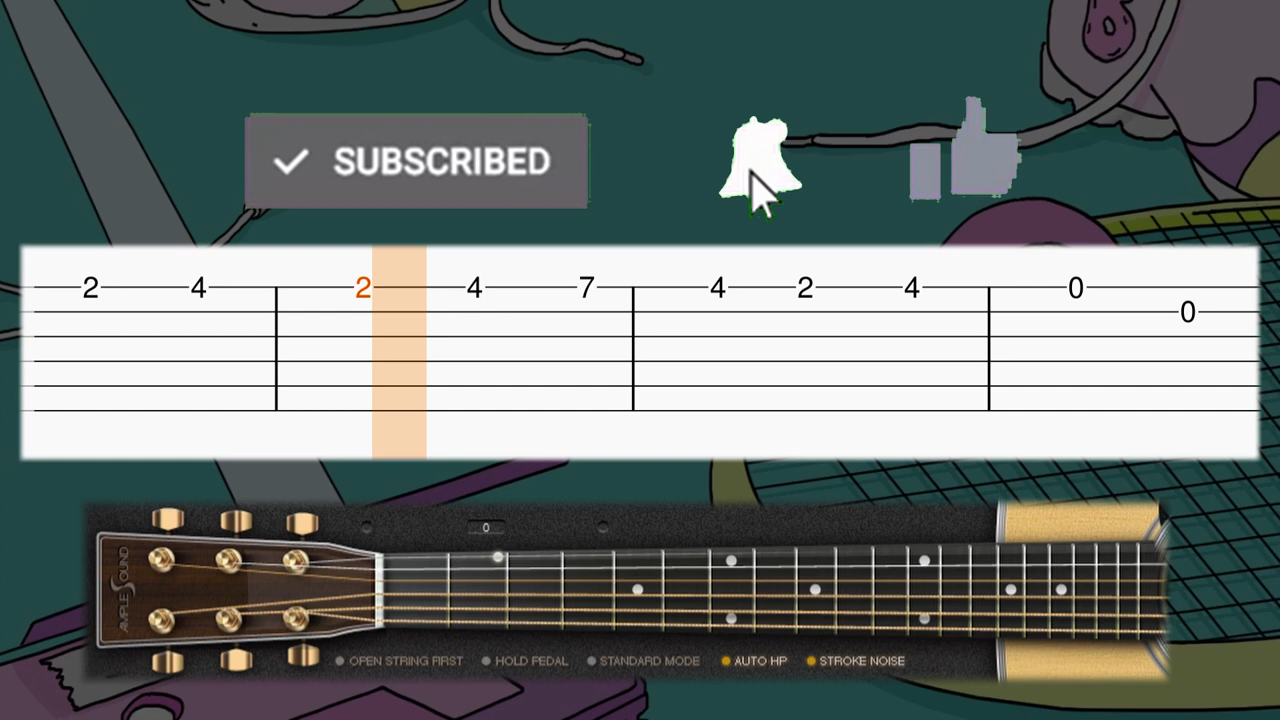 SUBSCRIBED
2 4 2 4 7 4 2 4 0
0
0
AMPLE SOUND
OPEN STRING FIRST HOLD PEDAL STANDARD MODE AUTO HP STROKE NOISE